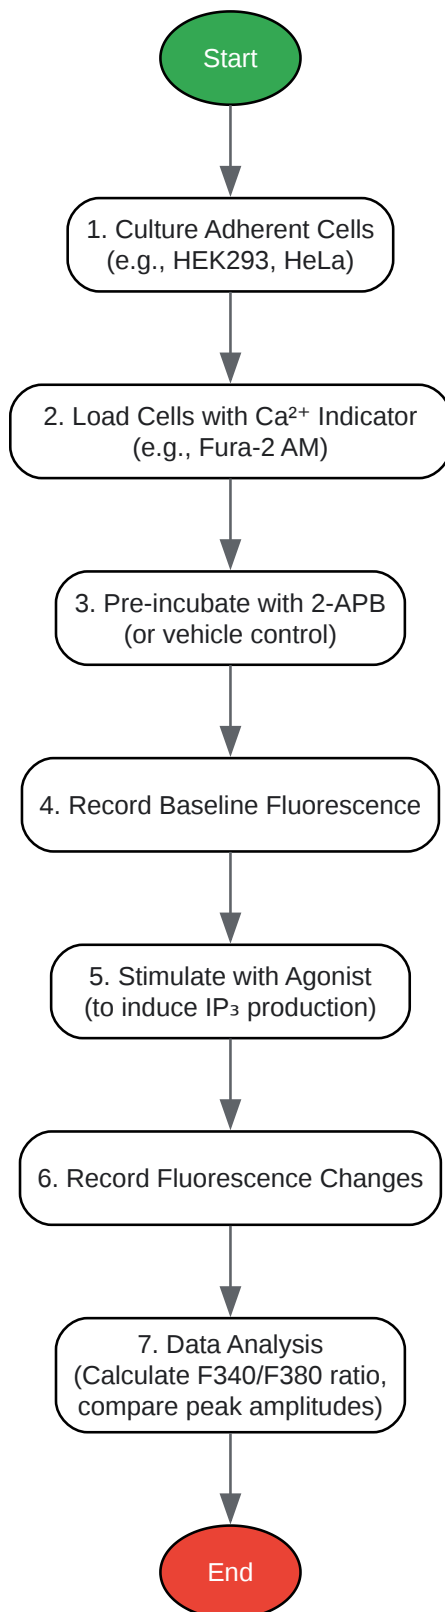 Start
1. Culture Adherent Cells
(e.g., HEK293, HeLa)
2. Load Cells with Ca²⁺ Indicator
(e.g., Fura-2 AM)
3. Pre-incubate with 2-APB
(or vehicle control)
4. Record Baseline Fluorescence
5. Stimulate with Agonist
(to induce IP₃ production)
6. Record Fluorescence Changes
7. Data Analysis
(Calculate F340/F380 ratio,
compare peak amplitudes)
End